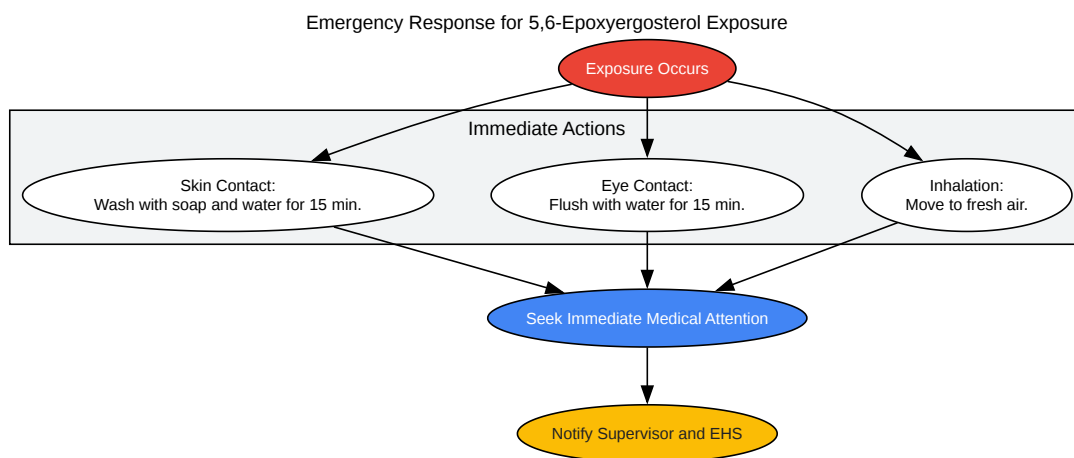 Emergency Response for 5,6-Epoxyergosterol Exposure
Exposure Occurs
Immediate Actions
Skin Contact:
Wash with soap and water for 15 min.
Eye Contact:
Flush with water for 15 min.
Inhalation:
Move to fresh air.
Seek Immediate Medical Attention
Notify Supervisor and EHS